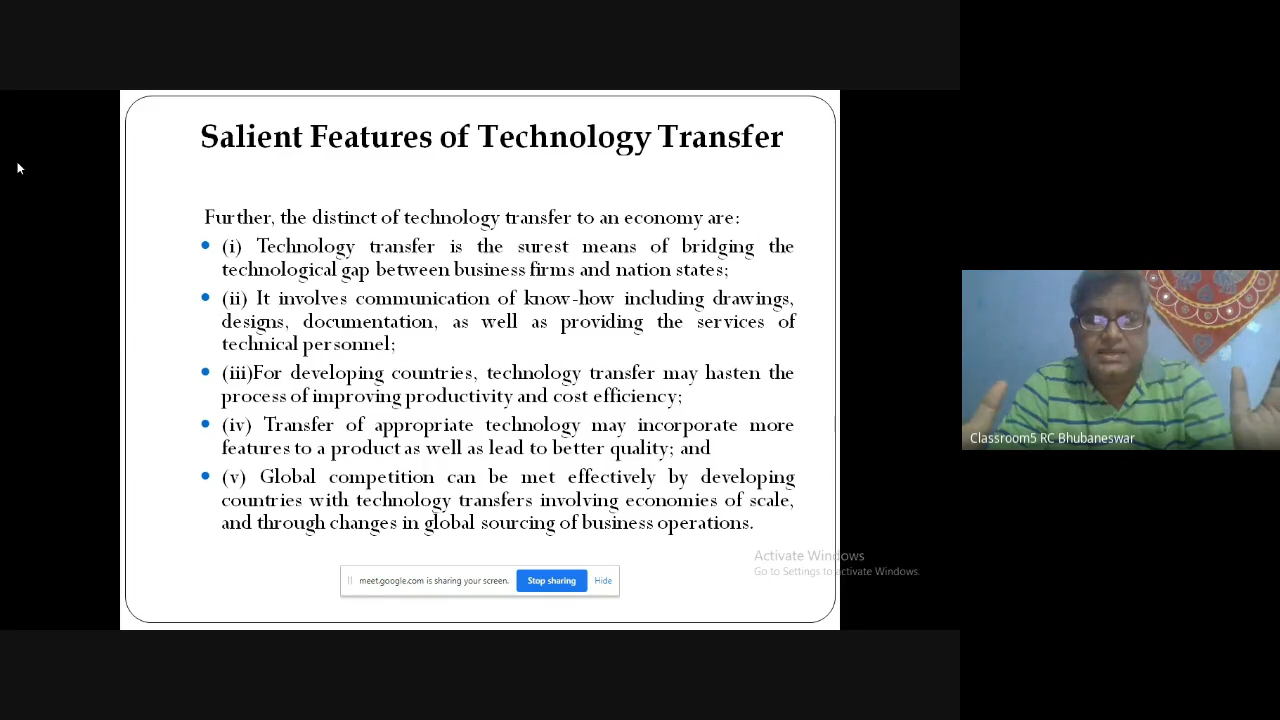 Salient Features of Technology Transfer
Further, the distinct of technology transfer to an economy are:
(i) Technology transfer is the surest means of bridging the
technological gap between business firms and nation states;
(ii) It involves communication of know-how including drawings,
designs, documentation, as well as providing the services of
technical personnel;
(iii)For developing countries, technology transfer may hasten the
process of improving productivity and cost efficiency;
(iv) Transfer of appropriate technology may incorporate more
features to a product as well as lead to better quality; and
(v) Global competition can be met effectively by developing
countries with technology transfers involving economies of scale,
and through changes in global sourcing of business operations.
Activate Windows
Go to Settings to activate Windows.
meet.google.com is sharing your screen. Stop sharing Hide
Classroom5 RC Bhubaneswar